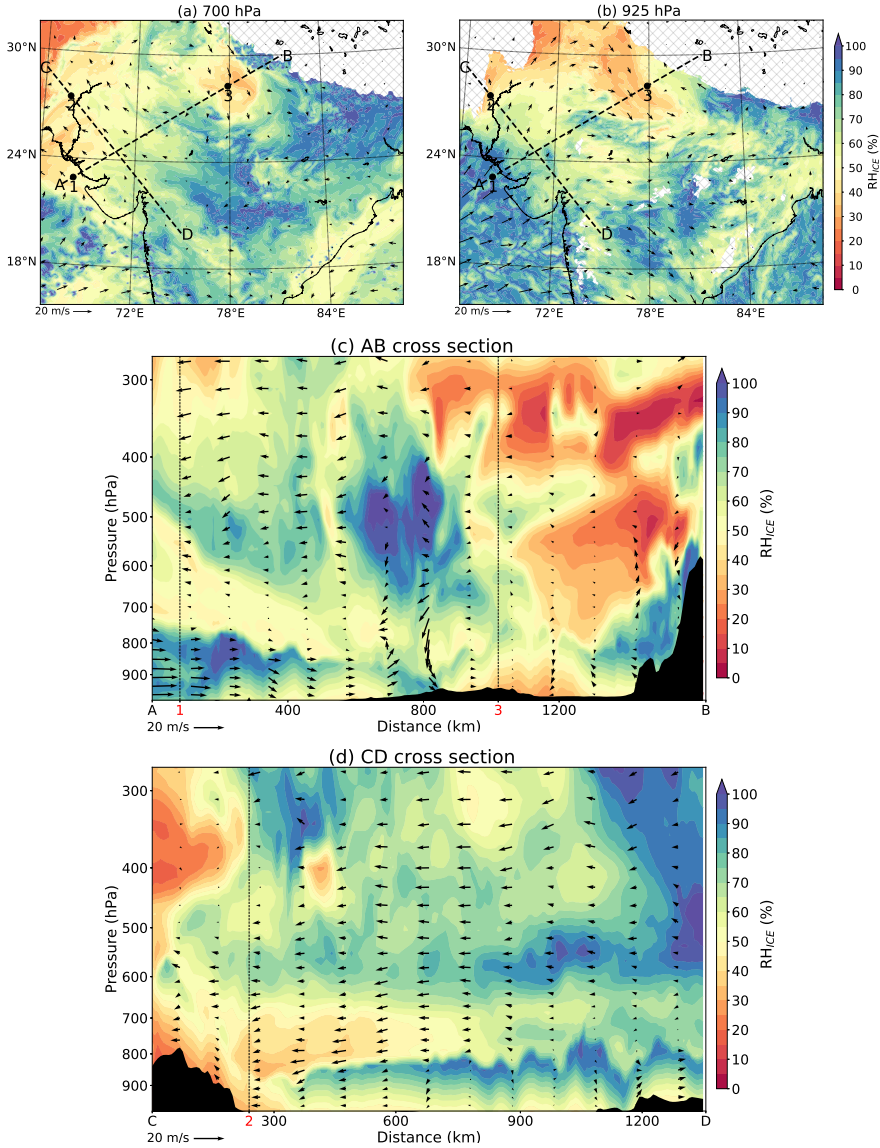 (a) 700 hPa
(b) 925 hPa
30°N
24°N
18°N
C
2
A
1
3
B
D
72°E
78°E
84°E
20 m/s
30°N
24°N
18°N
C
2
A
1
3
B
D
72°E
78°E
84°E
20 m/s
100
90
80
70
60
50
40
30
20
10
0
RH_ICE (%)
(c) AB cross section
300
400
500
600
700
800
900
Pressure (hPa)
A
1
400
800
3
1200
B
20 m/s
Distance (km)
100
90
80
70
60
50
40
30
20
10
0
RH_ICE (%)
(d) CD cross section
300
400
500
600
700
800
900
Pressure (hPa)
C
2
300
600
900
1200
D
20 m/s
Distance (km)
100
90
80
70
60
50
40
30
20
10
0
RH_ICE (%)